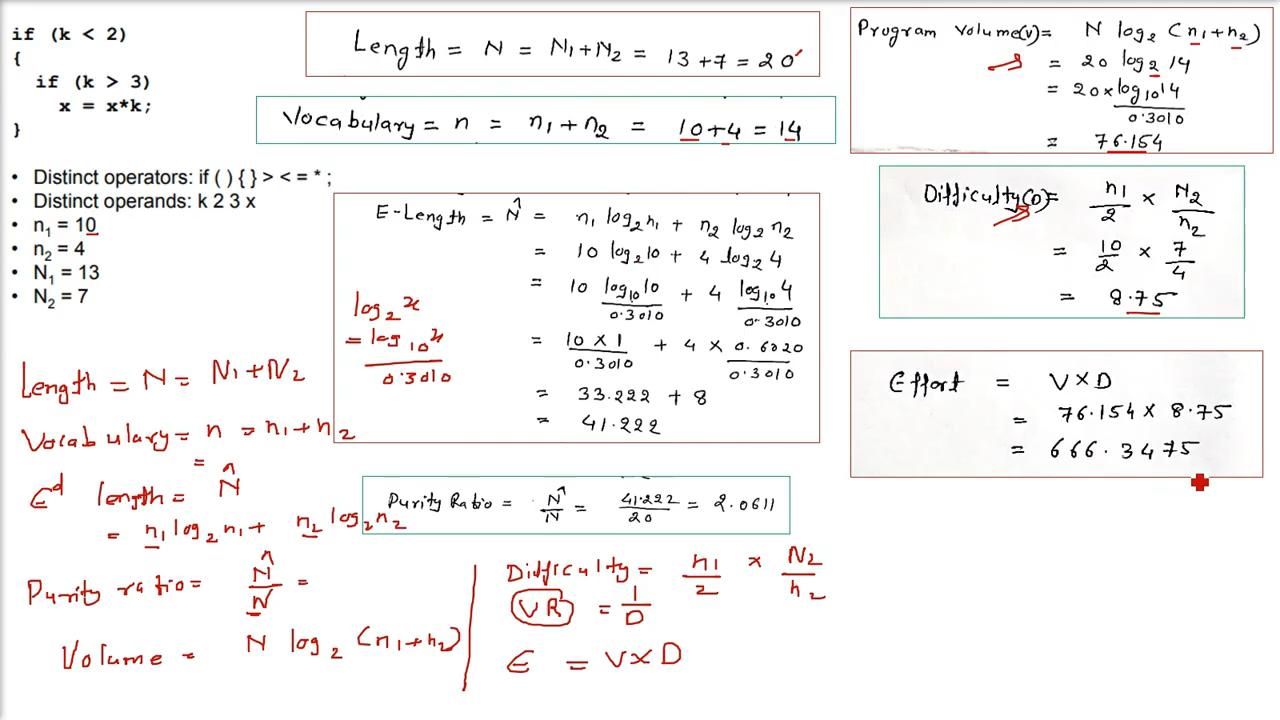 if (k < 2)
{
if (k > 3)
x = x*k;
}
• Distinct operators: if ( ) { } > < = * ;
• Distinct operands: k 2 3 x
• n1 = 10
• n2 = 4
• N1 = 13
• N2 = 7
Length = N = N1+N2 = 13+7 = 20
Vocabulary = n = n1+n2 = 10+4 = 14
E-Length = N̂ = n1 log2 n1 + n2 log2 n2
= 10 log2 10 + 4 log2 4
= 10 log10 10 / 0.3010 + 4 log10 4 / 0.3010
= 10 × 1 / 0.3010 + 4 × 0.6020 / 0.3010
= 33.222 + 8
= 41.222
log2 x
= log10 x
0.3010
Purity Ratio = N̂/N = 41.222/20 = 2.0611
Program Volume(V) = N log2 (n1+n2)
= 20 log2 14
= 20 × log10 14
0.3010
= 76.154
Difficulty(D) = n1/2 × N2/n2
= 10/2 × 7/4
= 8.75
Effort = V×D
= 76.154 × 8.75
= 666.3475
Length = N = N1+N2
Vocabulary = n = n1+n2
=
Ed length = N̂
= n1 log2 n1 + n2 log2 n2
Purity ratio = N̂/N =
Volume = N log2 (n1+n2)
Difficulty = n1/2 × N2/n2
VR = 1/D
E = V×D